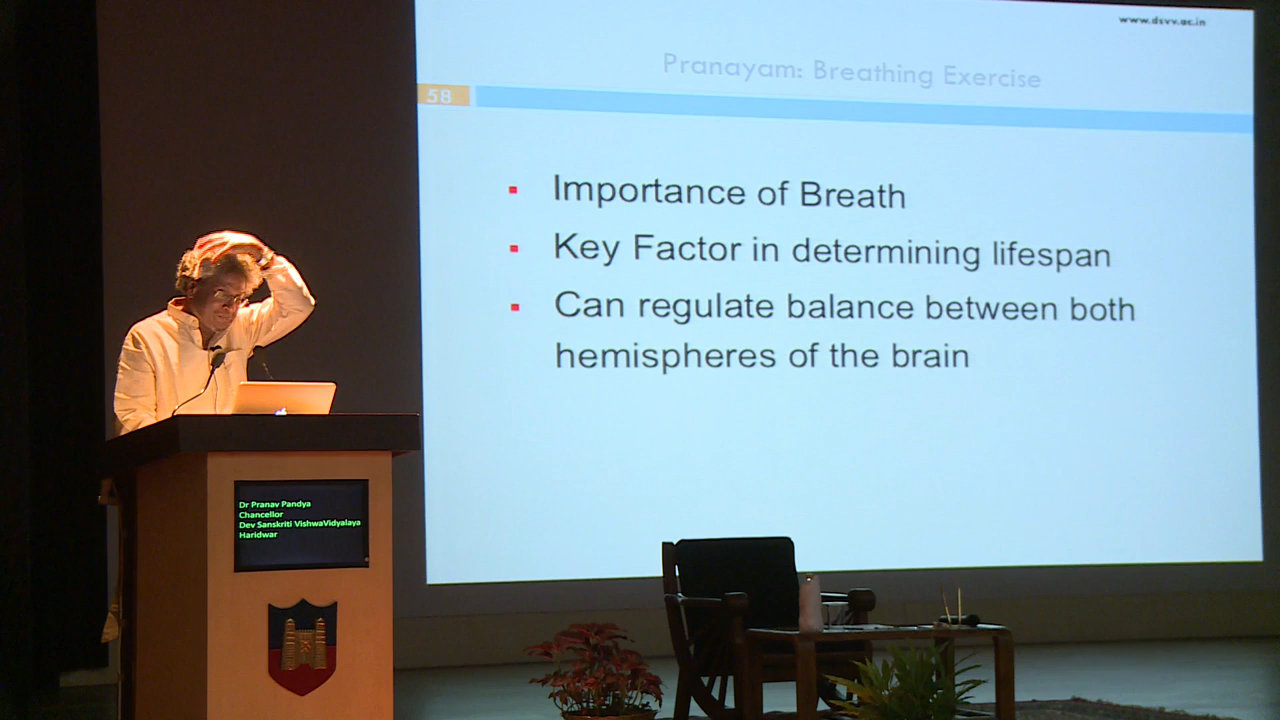 www.dsvv.ac.in
Pranayam: Breathing Exercise
58
Importance of Breath
Key Factor in determining lifespan
Can regulate balance between both
hemispheres of the brain
Dr Pranav Pandya
Chancellor
Dev Sanskriti VishwaVidyalaya
Haridwar